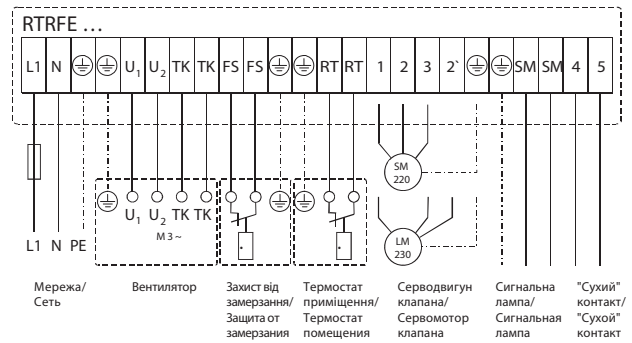 RTRFE ...
L1 N U1 U2 TK TK FS FS RT RT 1 2 3 2` SM SM 4 5
SM
220
U1 U2 TK TK
M 3 ~
LM
230
L1 N PE
Мережа/
Сеть
Вентилятор
Захист від
замерзання/
Защита от
замерзания
Термостат
приміщення/
Термостат
помещения
Серводвигун
клапана/
Сервомотор
клапана
Сигнальна
лампа/
Сигнальная
лампа
"Сухий"
контакт/
"Сухой"
контакт